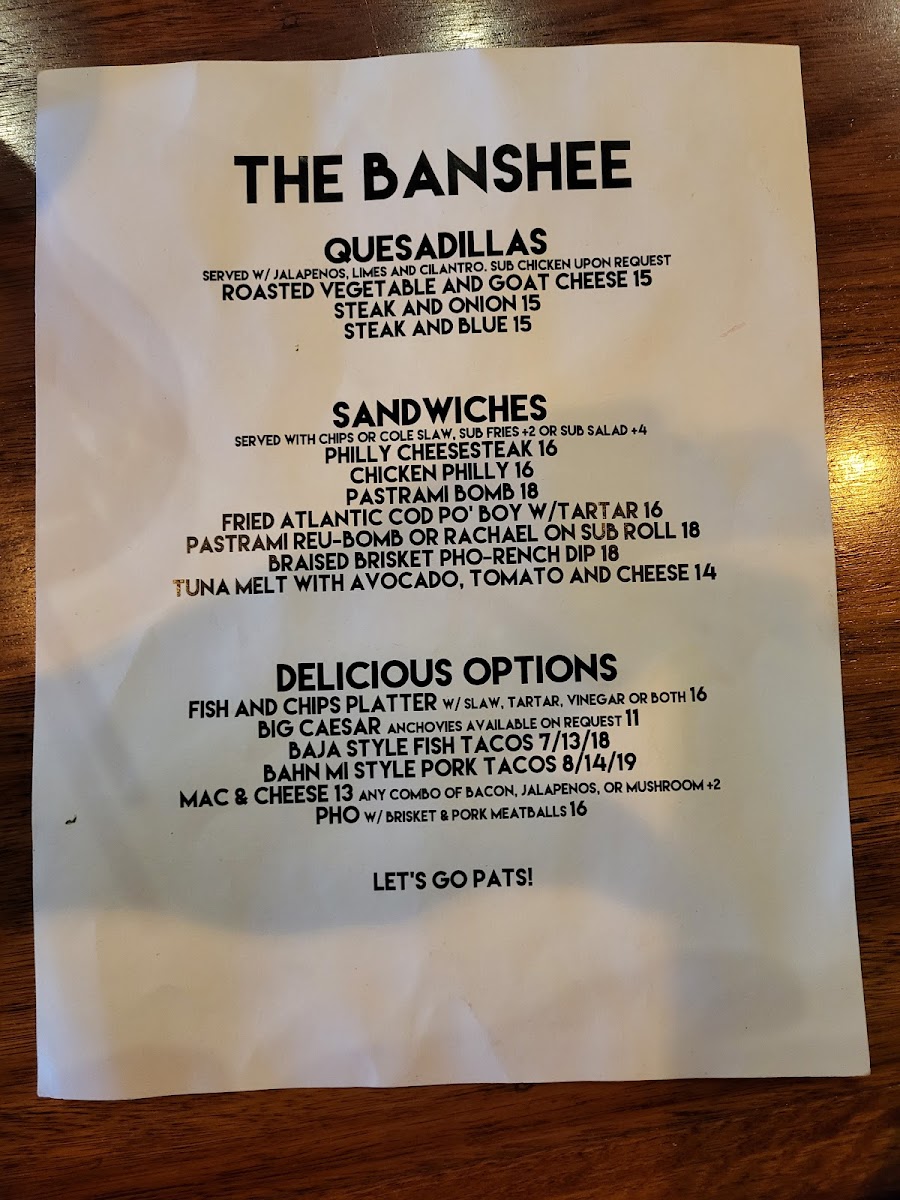 THE BANSHEE
QUESADILLAS
SERVED W/ JALAPENOS, LIMES AND CILANTRO. SUB CHICKEN UPON REQUEST
ROASTED VEGETABLE AND GOAT CHEESE 15
STEAK AND ONION 15
STEAK AND BLUE 15
SANDWICHES
SERVED WITH CHIPS OR COLE SLAW, SUB FRIES +2 OR SUB SALAD +4
PHILLY CHEESESTEAK 16
CHICKEN PHILLY 16
PASTRAMI BOMB 18
FRIED ATLANTIC COD PO' BOY W/TARTAR 16
PASTRAMI REU-BOMB OR RACHAEL ON SUB ROLL 18
BRAISED BRISKET PHO-RENCH DIP 18
TUNA MELT WITH AVOCADO, TOMATO AND CHEESE 14
DELICIOUS OPTIONS
FISH AND CHIPS PLATTER W/ SLAW, TARTAR, VINEGAR OR BOTH 16
BIG CAESAR ANCHOVIES AVAILABLE ON REQUEST 11
BAJA STYLE FISH TACOS 7/13/18
BAHN MI STYLE PORK TACOS 8/14/19
MAC & CHEESE 13 ANY COMBO OF BACON, JALAPENOS, OR MUSHROOM +2
PHO W/ BRISKET & PORK MEATBALLS 16
LET'S GO PATS!